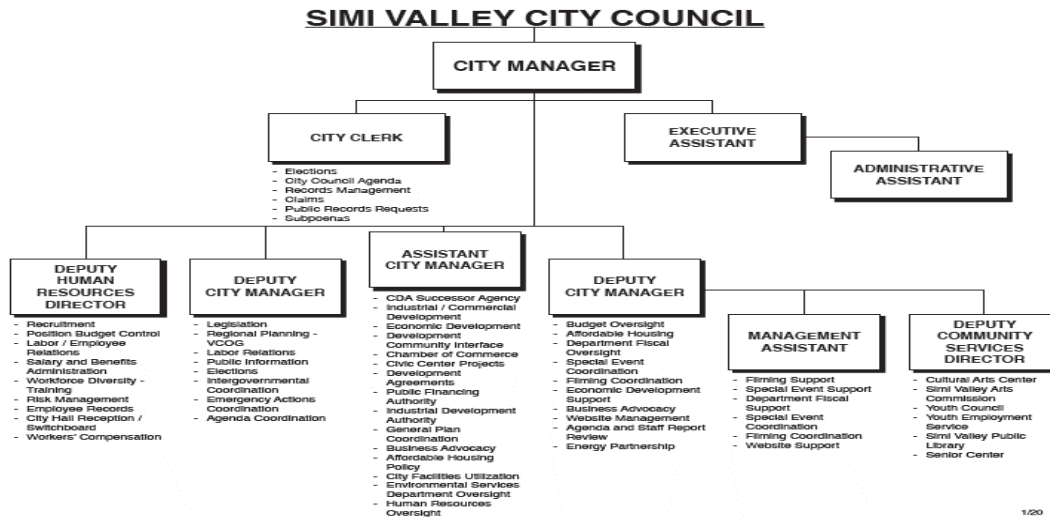 SIMI VALLEY CITY COUNCIL
CITY MANAGER
CITY CLERK
- Elections
- City Council Agenda
- Records Management
- Claims
- Public Records Requests
- Subpoenas
EXECUTIVE
ASSISTANT
ADMINISTRATIVE
ASSISTANT
DEPUTY
HUMAN
RESOURCES
DIRECTOR
- Recruitment
- Position Budget Control
- Labor / Employee
Relations
- Salary and Benefits
Administration
- Workforce Diversity -
Training
- Risk Management
- Employee Records
- City Hall Reception /
Switchboard
- Workers' Compensation
DEPUTY
CITY MANAGER
- Legislation
- Regional Planning -
VCOG
- Labor Relations
- Public Information
- Elections
- Intergovernmental
Coordination
- Emergency Actions
Coordination
- Agenda Coordination
ASSISTANT
CITY MANAGER
- CDA Successor Agency
- Industrial / Commercial
Development
- Economic Development
- Development
Community Interface
- Chamber of Commerce
- Civic Center Projects
- Development
Agreements
- Public Financing
Authority
- Industrial Development
Authority
- General Plan
Coordination
- Business Advocacy
- Affordable Housing
Policy
- City Facilities Utilization
- Environmental Services
Department Oversight
- Human Resources
Oversight
DEPUTY
CITY MANAGER
- Budget Oversight
- Affordable Housing
- Department Fiscal
Oversight
- Special Event
Coordination
- Filming Coordination
- Economic Development
Support
- Business Advocacy
- Website Management
- Agenda and Staff Report
Review
- Energy Partnership
MANAGEMENT
ASSISTANT
- Filming Support
- Special Event Support
- Department Fiscal
Support
- Special Event
Coordination
- Filming Coordination
- Website Support
DEPUTY
COMMUNITY
SERVICES
DIRECTOR
- Cultural Arts Center
- Simi Valley Arts
Commission
- Youth Council
- Youth Employment
Service
- Simi Valley Public
Library
- Senior Center
1/20